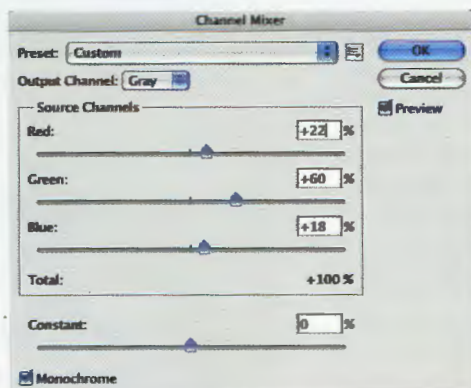 Channel Mixer
Preset: Custom
OK
Output Channel: Gray
Cancel
Source Channels
Preview
Red: +22 %
Green: +60 %
Blue: +18 %
Total: +100 %
Constant: 0 %
Monochrome